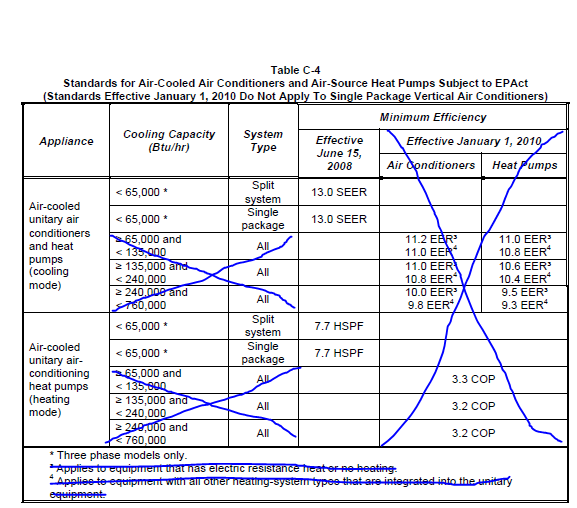 Table C-4
Standards for Air-Cooled Air Conditioners and Air-Source Heat Pumps Subject to EPAct
(Standards Effective January 1, 2010 Do Not Apply To Single Package Vertical Air Conditioners)
Appliance
Cooling Capacity
(Btu/hr)
System
Type
Minimum Efficiency
Effective
June 15,
2008
Effective January 1, 2010
Air Conditioners Heat Pumps
Air-cooled
unitary air
conditioners
and heat
pumps
(cooling
mode)
< 65,000 * Split system 13.0 SEER
< 65,000 * Single package 13.0 SEER
≥ 65,000 and
< 135,000
All
11.2 EER³ 11.0 EER³
11.0 EER⁴ 10.8 EER⁴
≥ 135,000 and
< 240,000
All
11.0 EER³ 10.6 EER³
10.8 EER⁴ 10.4 EER⁴
≥ 240,000 and
< 760,000
All
10.0 EER³ 9.5 EER³
9.8 EER⁴ 9.3 EER⁴
Air-cooled
unitary air-
conditioning
heat pumps
(heating
mode)
< 65,000 * Split system 7.7 HSPF
< 65,000 * Single package 7.7 HSPF
≥ 65,000 and
< 135,000
All
3.3 COP
≥ 135,000 and
< 240,000
All
3.2 COP
≥ 240,000 and
< 760,000
All
3.2 COP
* Three phase models only.
³ Applies to equipment that has electric resistance heat or no heating.
⁴ Applies to equipment with all other heating-system types that are integrated into the unitary
equipment.